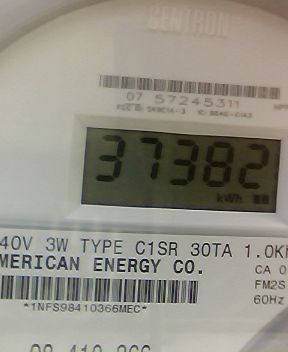 CENTRON
07 57245311
37382
kWh
40V 3W TYPE C1SR 30TA 1.0K
MERICAN ENERGY CO.
CA 0
FM2S
60Hz
*1NFS98410366MEC*